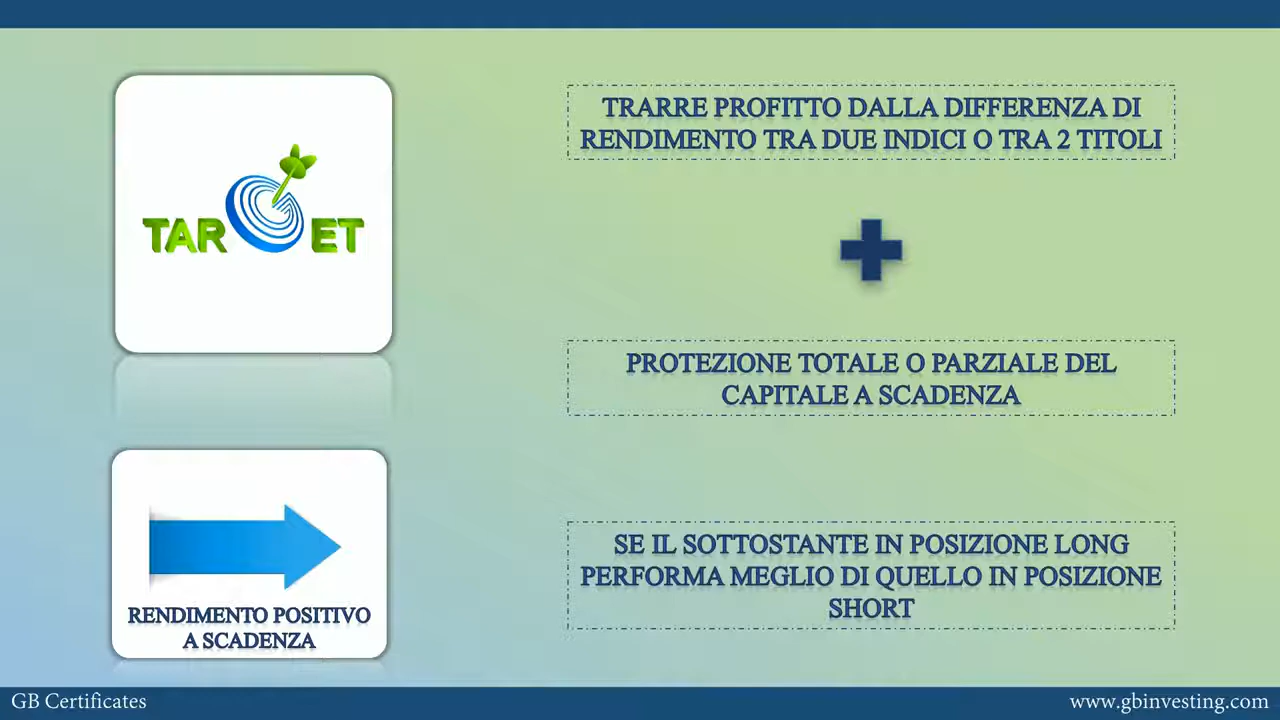 TARGET
TRARRE PROFITTO DALLA DIFFERENZA DI
RENDIMENTO TRA DUE INDICI O TRA 2 TITOLI
PROTEZIONE TOTALE O PARZIALE DEL
CAPITALE A SCADENZA
RENDIMENTO POSITIVO
A SCADENZA
SE IL SOTTOSTANTE IN POSIZIONE LONG
PERFORMA MEGLIO DI QUELLO IN POSIZIONE
SHORT
GB Certificates
www.gbinvesting.com